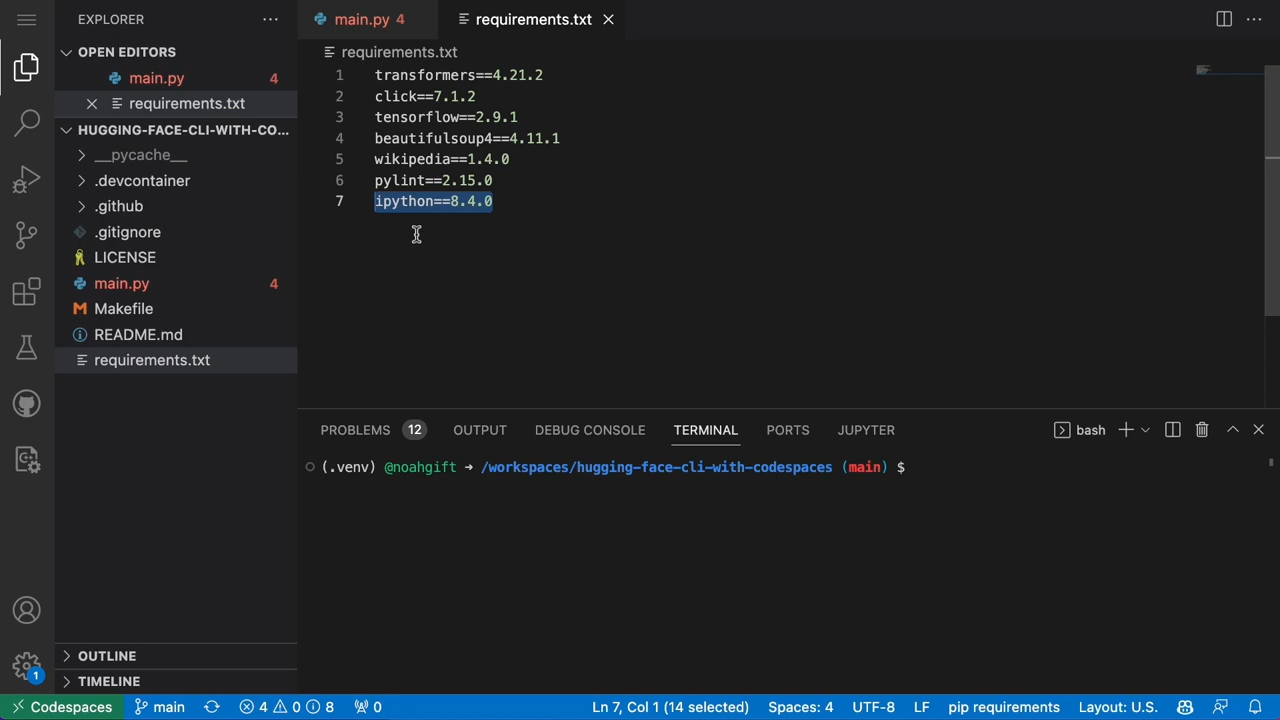 EXPLORER
main.py 4
requirements.txt
OPEN EDITORS
main.py 4
requirements.txt
HUGGING-FACE-CLI-WITH-CO...
__pycache__
.devcontainer
.github
.gitignore
LICENSE
main.py 4
Makefile
README.md
requirements.txt
OUTLINE
TIMELINE
requirements.txt
1 transformers==4.21.2
2 click==7.1.2
3 tensorflow==2.9.1
4 beautifulsoup4==4.11.1
5 wikipedia==1.4.0
6 pylint==2.15.0
7 ipython==8.4.0
PROBLEMS 12 OUTPUT DEBUG CONSOLE TERMINAL PORTS JUPYTER bash
(.venv) @noahgift ➜ /workspaces/hugging-face-cli-with-codespaces (main) $
1
Codespaces main 4 0 8 0 Ln 7, Col 1 (14 selected) Spaces: 4 UTF-8 LF pip requirements Layout: U.S.